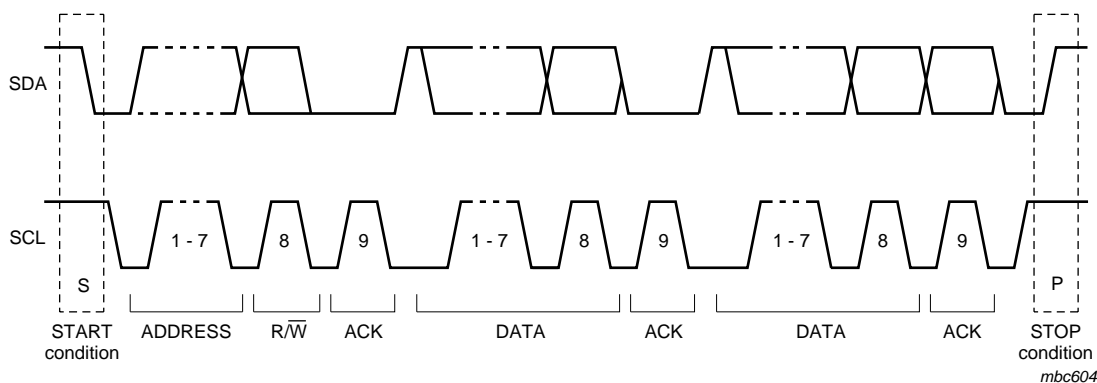 SDA
SCL
1 - 7
8
9
1 - 7
8
9
1 - 7
8
9
S
P
START
condition
ADDRESS
R/W̅
ACK
DATA
ACK
DATA
ACK
STOP
condition
mbc604